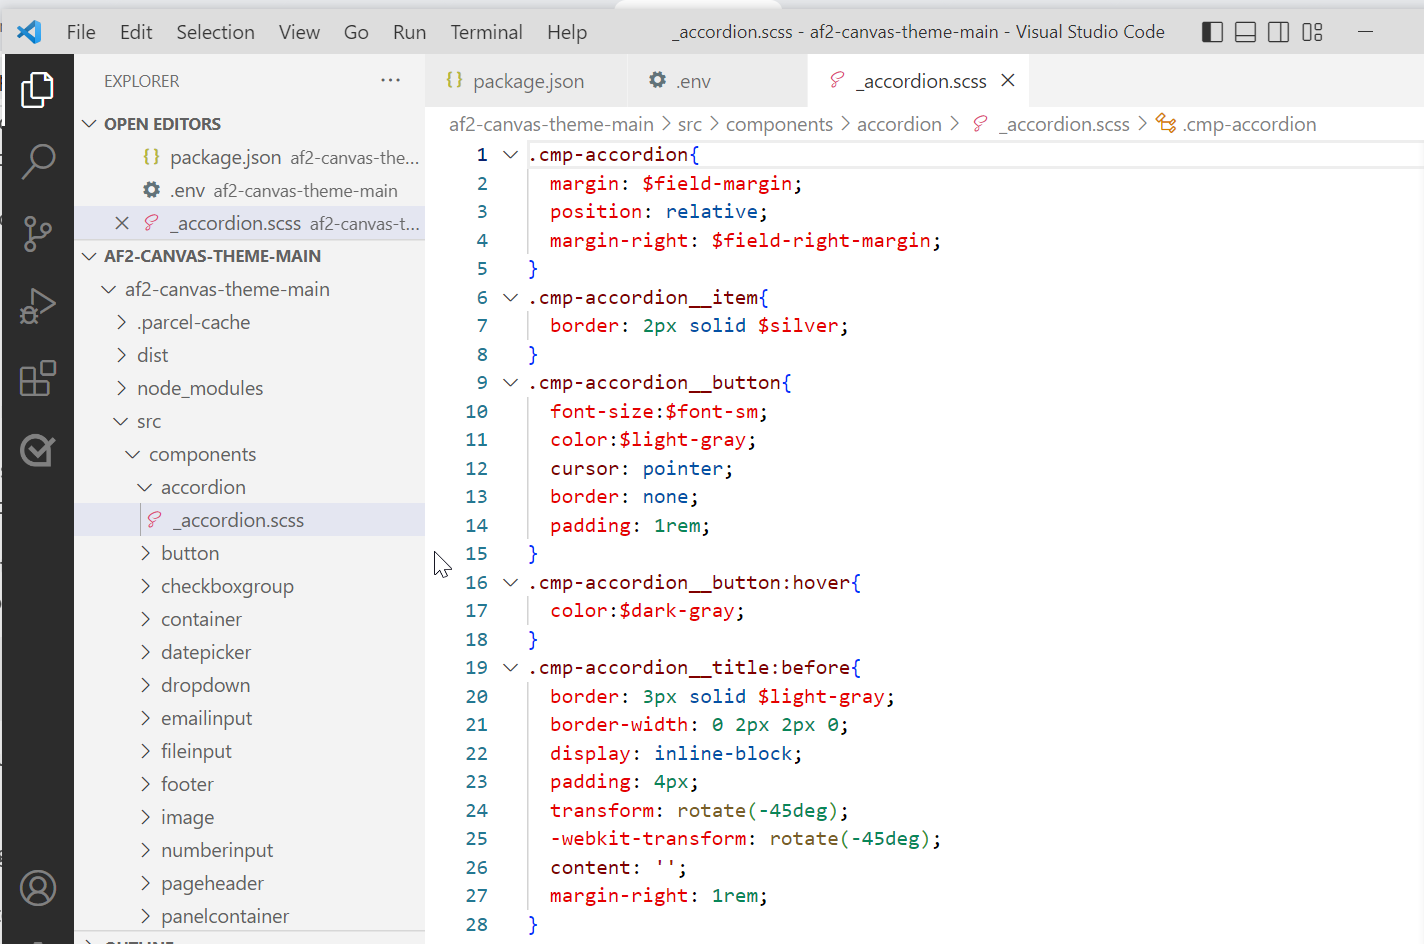 File Edit Selection View Go Run Terminal Help _accordion.scss - af2-canvas-theme-main - Visual Studio Code
EXPLORER ···
OPEN EDITORS
{} package.json af2-canvas-the...
.env af2-canvas-theme-main
_accordion.scss af2-canvas-t...
AF2-CANVAS-THEME-MAIN
af2-canvas-theme-main
.parcel-cache
dist
node_modules
src
components
accordion
_accordion.scss
button
checkboxgroup
container
datepicker
dropdown
emailinput
fileinput
footer
image
numberinput
pageheader
panelcontainer
OUTLINE
{} package.json .env _accordion.scss
af2-canvas-theme-main > src > components > accordion > _accordion.scss > .cmp-accordion
1 .cmp-accordion{
2 margin: $field-margin;
3 position: relative;
4 margin-right: $field-right-margin;
5 }
6 .cmp-accordion__item{
7 border: 2px solid $silver;
8 }
9 .cmp-accordion__button{
10 font-size:$font-sm;
11 color:$light-gray;
12 cursor: pointer;
13 border: none;
14 padding: 1rem;
15 }
16 .cmp-accordion__button:hover{
17 color:$dark-gray;
18 }
19 .cmp-accordion__title:before{
20 border: 3px solid $light-gray;
21 border-width: 0 2px 2px 0;
22 display: inline-block;
23 padding: 4px;
24 transform: rotate(-45deg);
25 -webkit-transform: rotate(-45deg);
26 content: '';
27 margin-right: 1rem;
28 }